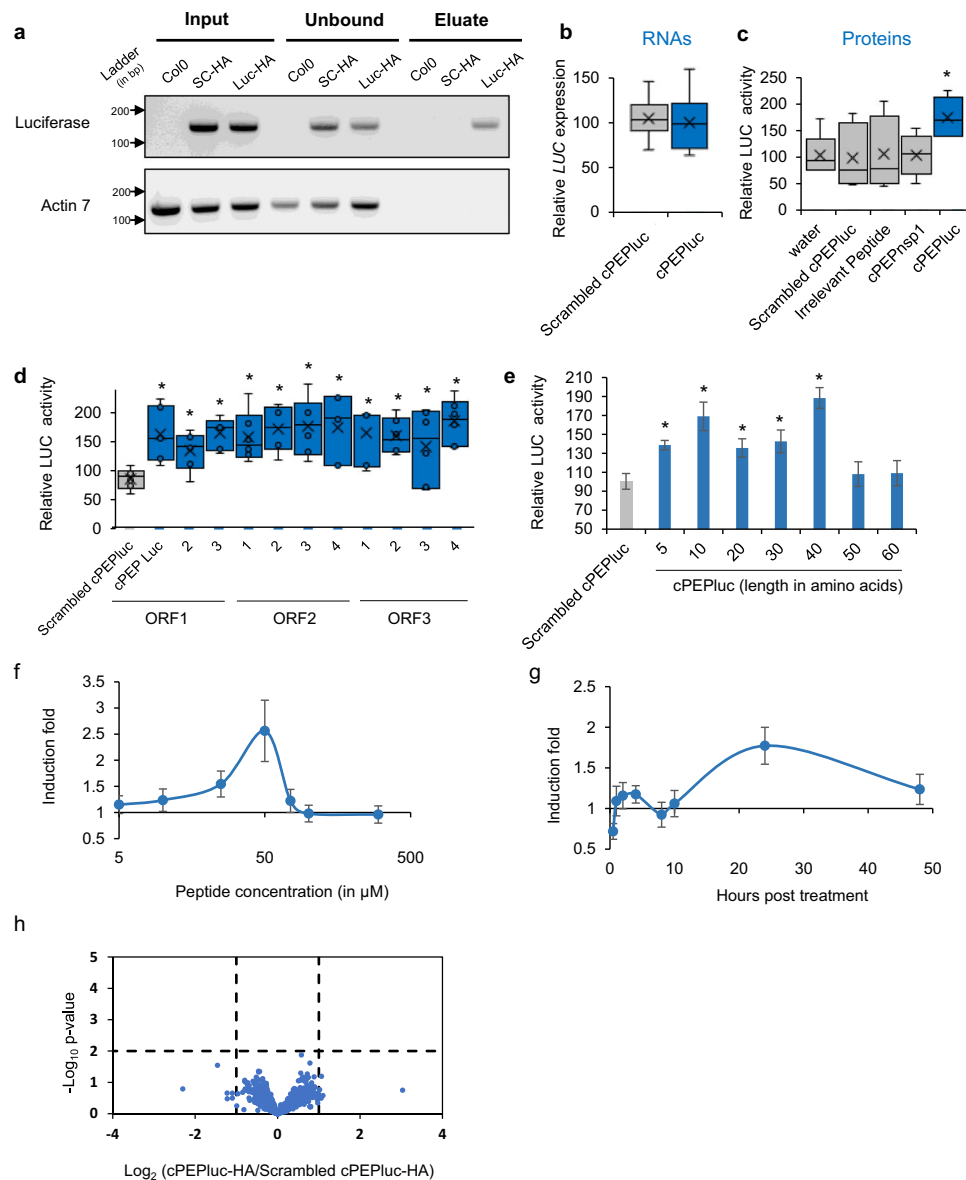 a
Input
Unbound
Eluate
Ladder
(in bp)
Col0
SC-HA
Luc-HA
Col0
SC-HA
Luc-HA
Col0
SC-HA
Luc-HA
Luciferase
200
100
Actin 7
200
100
b
RNAs
Relative LUC expression
150
100
50
0
Scrambled cPEPluc
cPEPluc
c
Proteins
Relative LUC activity
250
200
150
100
50
0
*
water
Scrambled cPEPluc
Irrelevant Peptide
cPEPnsp1
cPEPluc
d
Relative LUC activity
200
150
100
50
0
* * * * * * * * * * *
Scrambled cPEPluc
cPEP Luc
2
3
1
2
3
4
1
2
3
4
ORF1
ORF2
ORF3
e
Relative LUC activity
210
190
170
150
130
110
90
70
50
* * * * *
Scrambled cPEPluc
5
10
20
30
40
50
60
cPEPluc (length in amino acids)
f
Induction fold
3.5
3
2.5
2
1.5
1
0.5
5
50
500
Peptide concentration (in µM)
g
Induction fold
2.5
2
1.5
1
0.5
0
10
20
30
40
50
Hours post treatment
h
-Log10 p-value
5
4
3
2
1
0
-4
-2
0
2
4
Log2 (cPEPluc-HA/Scrambled cPEPluc-HA)